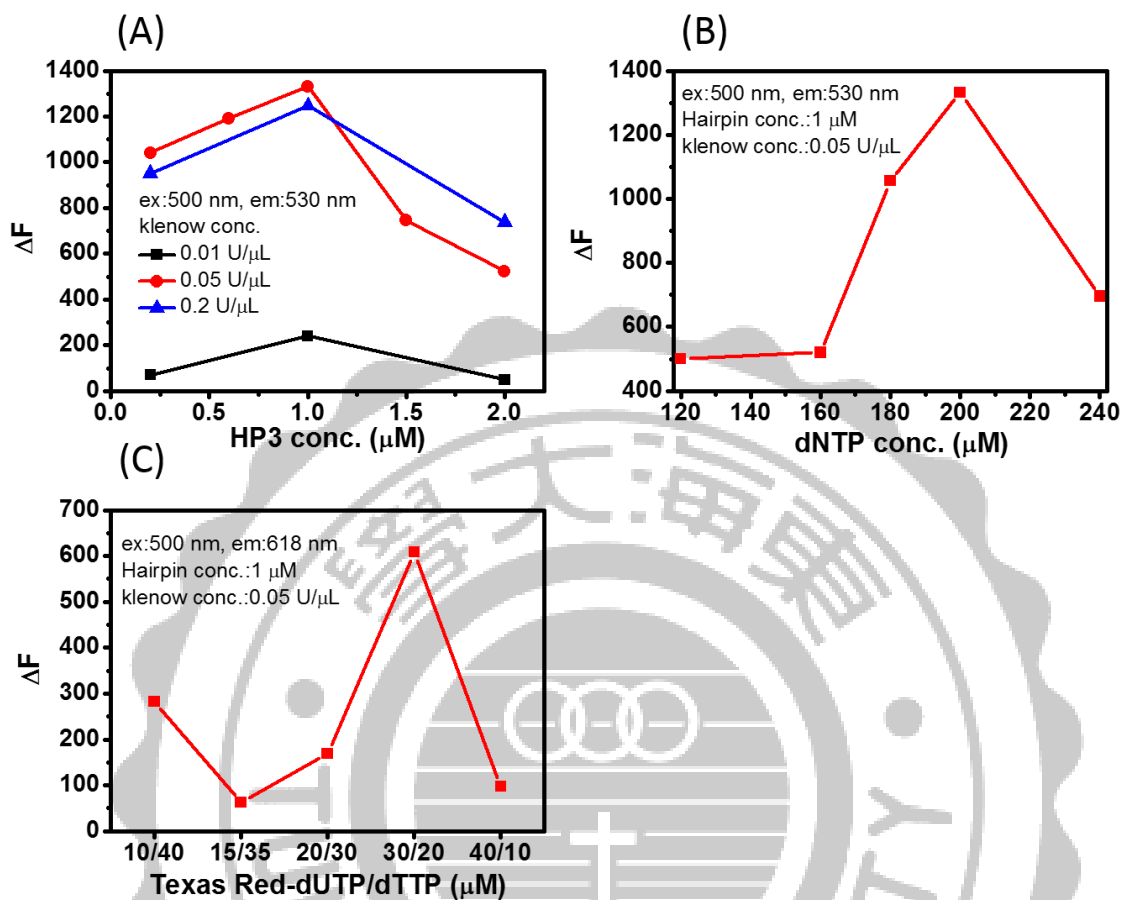 (A)
1400
1200
1000
800
600
400
200
0
ΔF
ex:500 nm, em:530 nm
klenow conc.
0.01 U/μL
0.05 U/μL
0.2 U/μL
0.0 0.5 1.0 1.5 2.0
HP3 conc. (μM)
(B)
1400
1200
1000
800
600
400
ΔF
ex:500 nm, em:530 nm
Hairpin conc.:1 μM
klenow conc.:0.05 U/μL
120 140 160 180 200 220 240
dNTP conc. (μM)
(C)
700
600
500
400
300
200
100
0
ΔF
ex:500 nm, em:618 nm
Hairpin conc.:1 μM
klenow conc.:0.05 U/μL
10/40 15/35 20/30 30/20 40/10
Texas Red-dUTP/dTTP (μM)
東海大學
TY